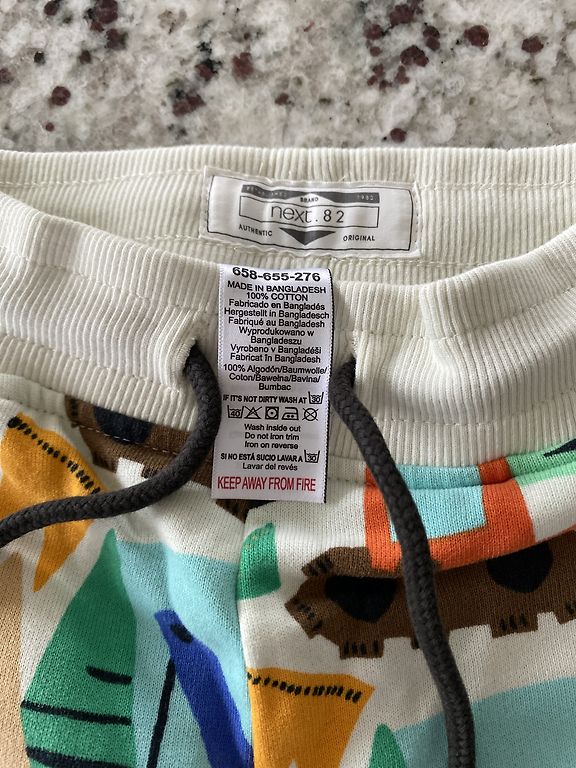 BRAND
1982
next.82
AUTHENTIC
ORIGINAL
658-655-276
MADE IN BANGLADESH
100% COTTON
Fabricado en Bangladés
Hergestellt in Bangladesch
Fabriqué au Bangladesh
Wyprodukowano w
Bangladeszu
Vyrobeno v Bangladéši
Fabricat în Bangladesh
100% Algodón/Baumwolle/
Coton/Bawełna/Bavlna/
Bumbac
IF IT'S NOT DIRTY WASH AT 30
40
Wash inside out
Do not iron trim
Iron on reverse
SI NO ESTÁ SUCIO LAVAR A 30
Lavar del revés
KEEP AWAY FROM FIRE